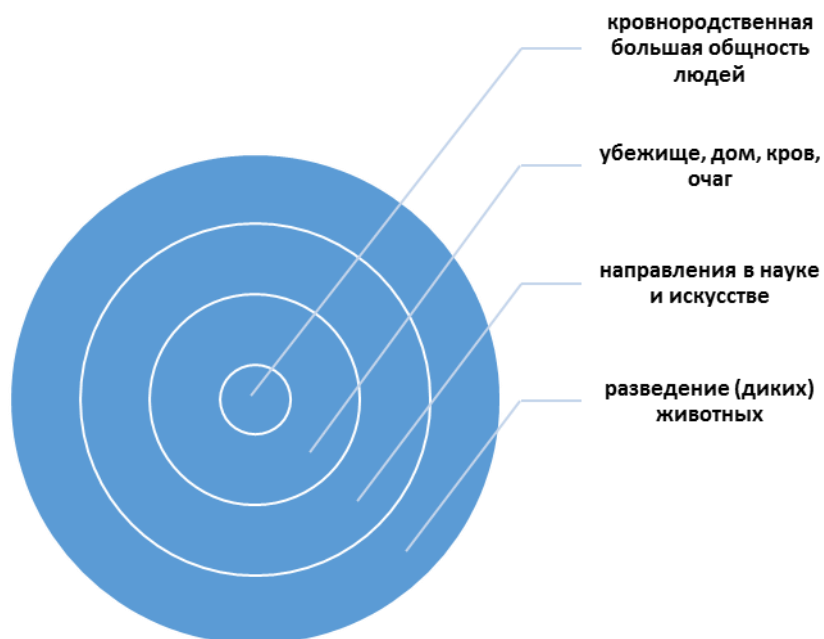 кровнородственная
большая общность
людей
убежище, дом, кров,
очаг
направления в науке
и искусстве
разведение (диких)
животных